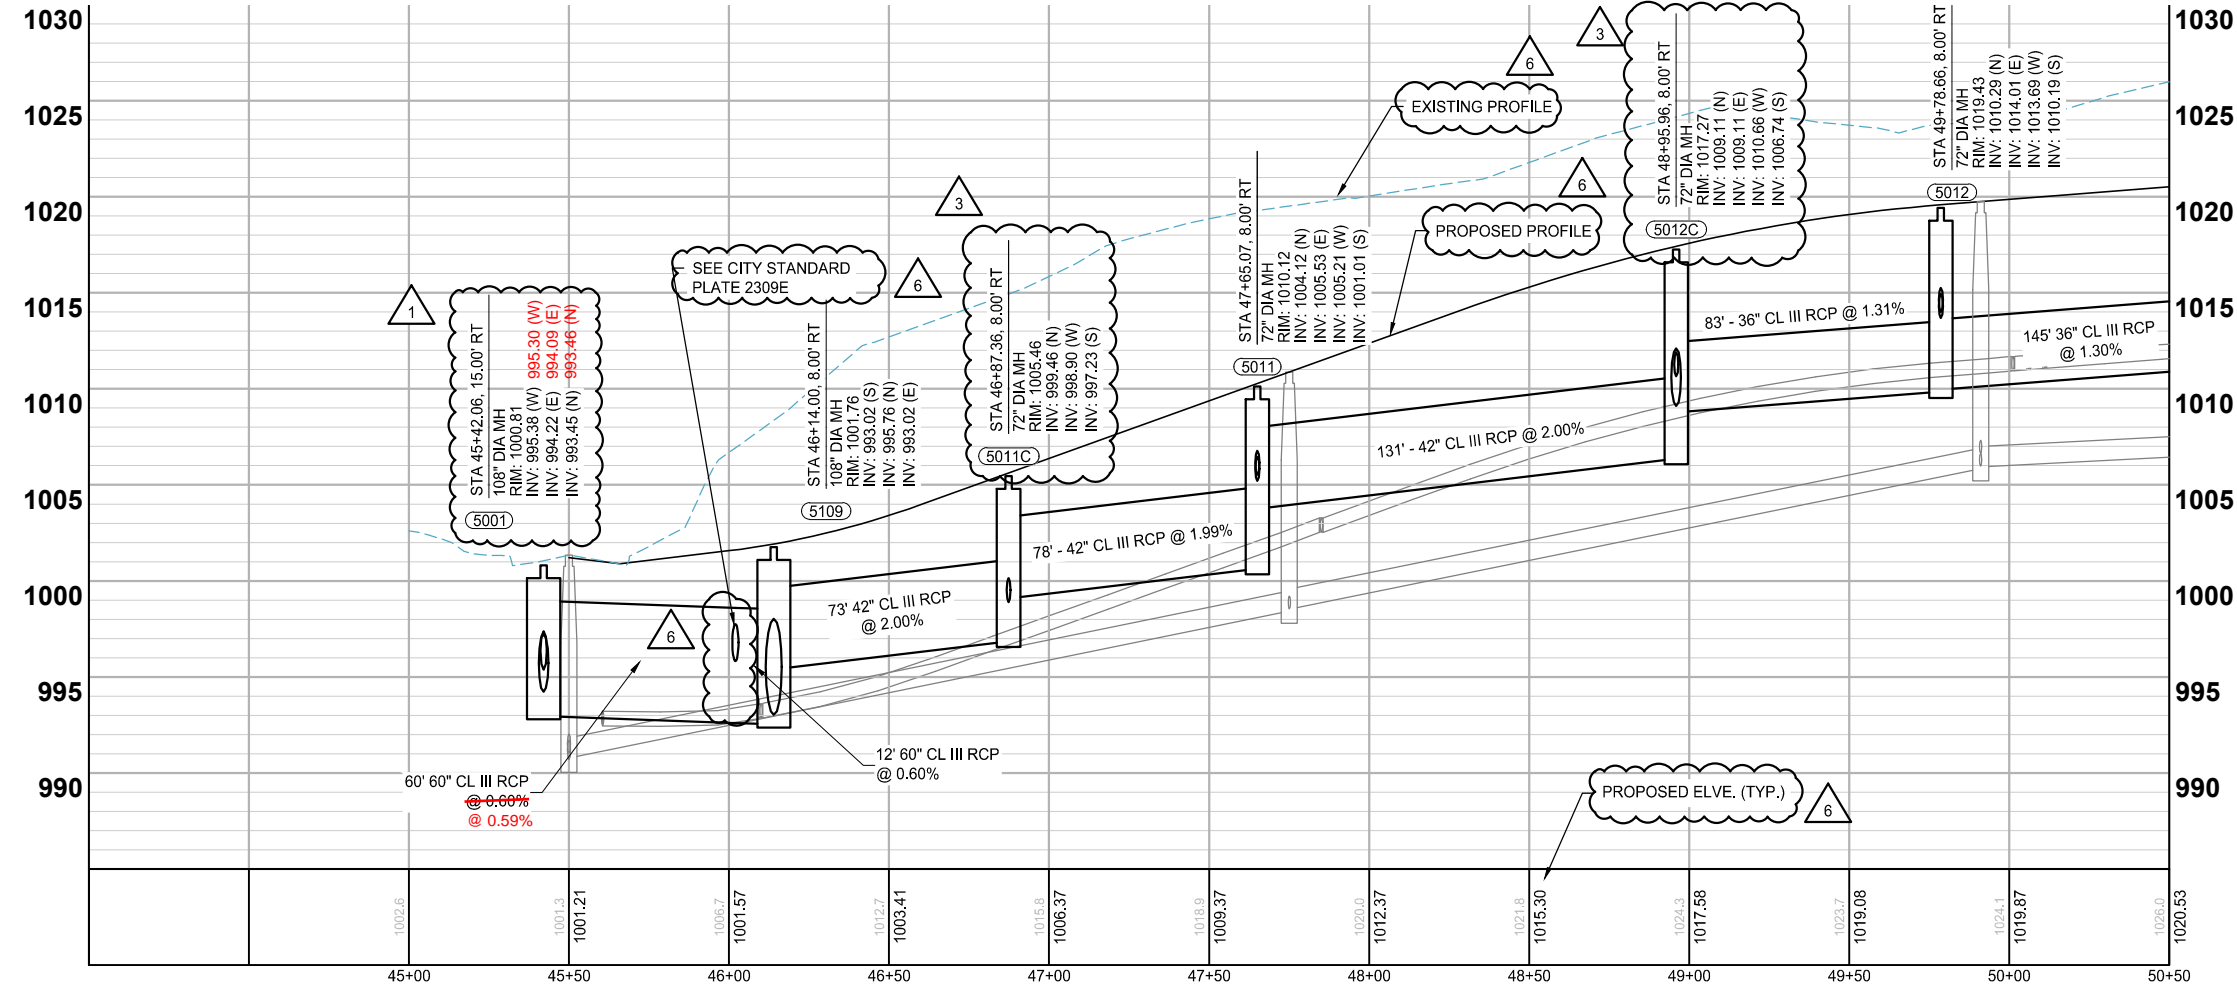 1030
1025
1020
1015
1010
1005
1000
995
990
1030
1025
1020
1015
1010
1005
1000
995
990
1
STA 45+42.06, 15.00' RT
108" DIA MH
RIM: 1000.81
INV: 995.38 (W) 995.30 (W)
INV: 994.22 (E) 994.09 (E)
INV: 993.45 (N) 993.46 (N)
5001
SEE CITY STANDARD
PLATE 2309E
6
STA 46+14.00, 8.00' RT
108" DIA MH
RIM: 1001.76
INV: 993.02 (S)
INV: 995.76 (N)
INV: 993.02 (E)
5109
3
STA 46+87.36, 8.00' RT
72" DIA MH
RIM: 1005.46
INV: 999.46 (N)
INV: 998.90 (W)
INV: 997.23 (S)
5011C
STA 47+65.07, 8.00' RT
72" DIA MH
RIM: 1010.12
INV: 1004.12 (N)
INV: 1005.53 (E)
INV: 1005.21 (W)
INV: 1001.01 (S)
5011
6
EXISTING PROFILE
6
PROPOSED PROFILE
3
STA 48+95.96, 8.00' RT
72" DIA MH
RIM: 1017.27
INV: 1009.11 (N)
INV: 1009.11 (E)
INV: 1010.66 (W)
INV: 1006.74 (S)
5012C
STA 49+78.66, 8.00' RT
72" DIA MH
RIM: 1019.43
INV: 1010.29 (N)
INV: 1014.01 (E)
INV: 1013.69 (W)
INV: 1010.19 (S)
5012
83' - 36" CL III RCP @ 1.31%
145' 36" CL III RCP
@ 1.30%
131' - 42" CL III RCP @ 2.00%
78' - 42" CL III RCP @ 1.99%
73' 42" CL III RCP
@ 2.00%
6
12' 60" CL III RCP
@ 0.60%
60' 60" CL III RCP
@ 0.60%
@ 0.59%
PROPOSED ELVE. (TYP.)
6
1002.6
1001.3
1001.21
1006.7
1001.57
1012.7
1003.41
1015.8
1006.37
1018.9
1009.37
1020.0
1012.37
1021.8
1015.30
1024.3
1017.58
1023.7
1019.08
1024.1
1019.87
1026.0
1020.53
45+00
45+50
46+00
46+50
47+00
47+50
48+00
48+50
49+00
49+50
50+00
50+50